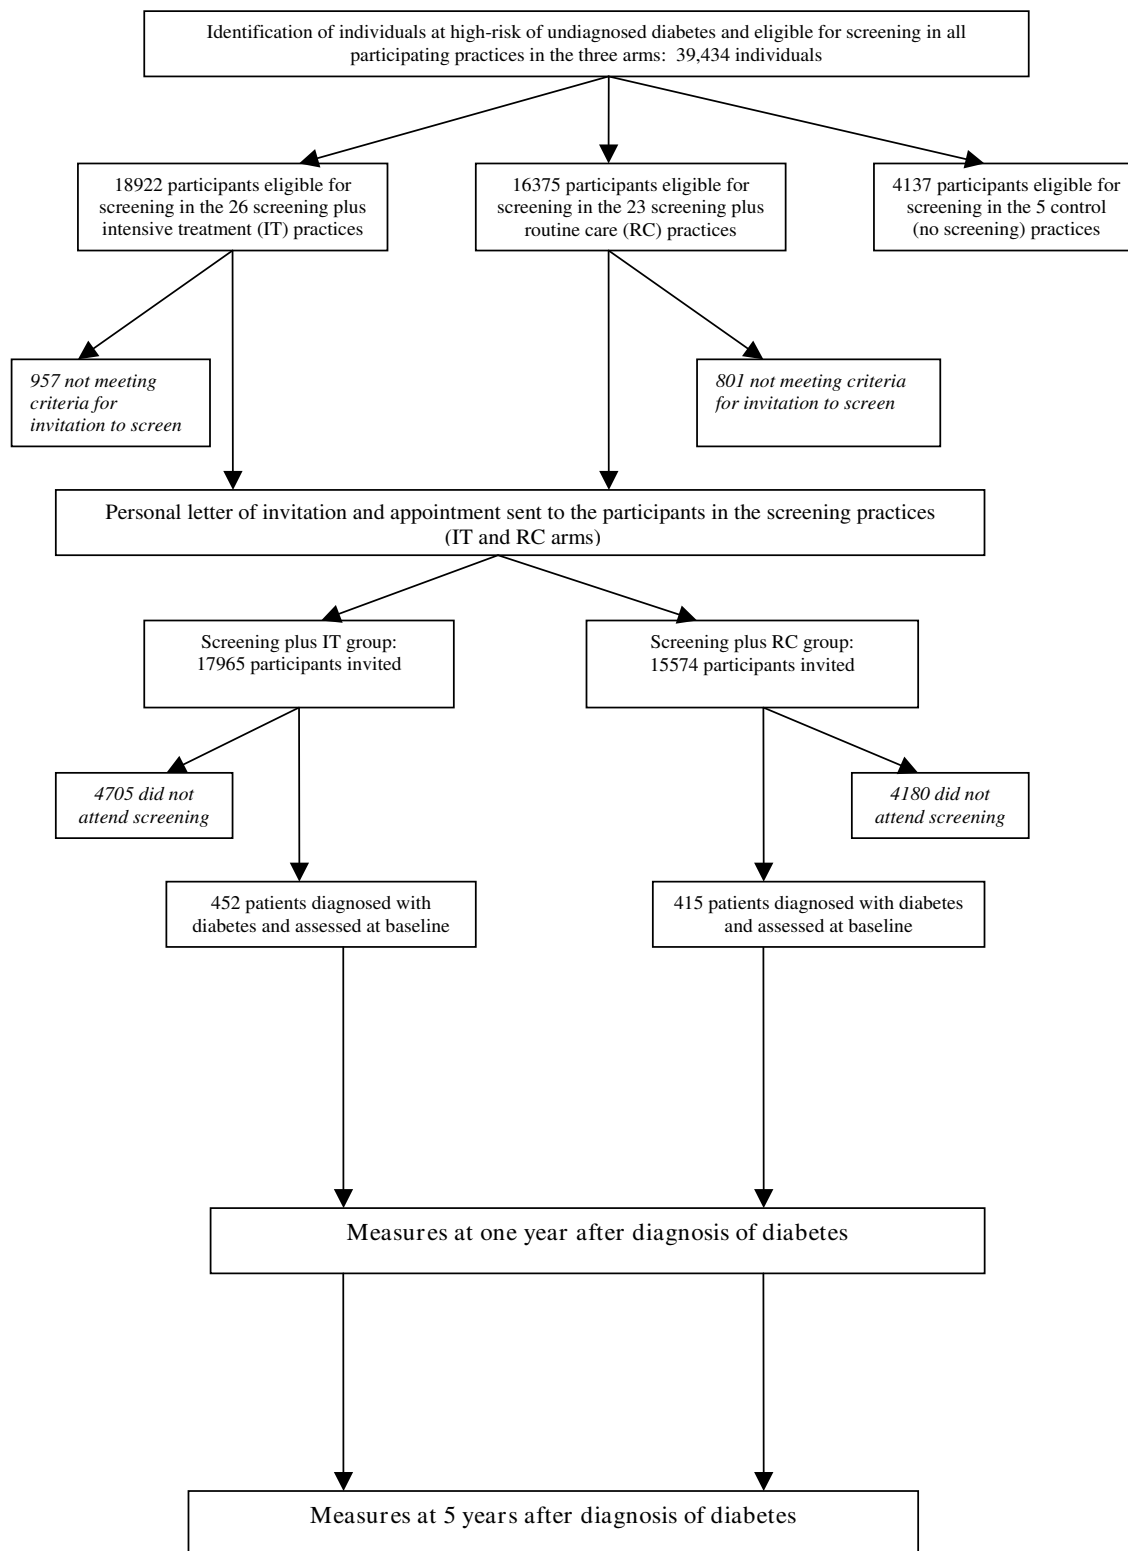 Identification of individuals at high-risk of undiagnosed diabetes and eligible for screening in all
participating practices in the three arms:  39,434 individuals
18922 participants eligible for
screening in the 26 screening plus
intensive treatment (IT) practices
16375 participants eligible for
screening in the 23 screening plus
routine care (RC) practices
4137 participants eligible for
screening in the 5 control
(no screening) practices
957 not meeting
criteria for
invitation to screen
801 not meeting criteria
for invitation to screen
Personal letter of invitation and appointment sent to the participants in the screening practices
(IT and RC arms)
Screening plus IT group:
17965 participants invited
Screening plus RC group:
15574 participants invited
4705 did not
attend screening
4180 did not
attend screening
452 patients diagnosed with
diabetes and assessed at baseline
415 patients diagnosed with diabetes
and assessed at baseline
Measures at one year after diagnosis of diabetes
Measures at 5 years after diagnosis of diabetes